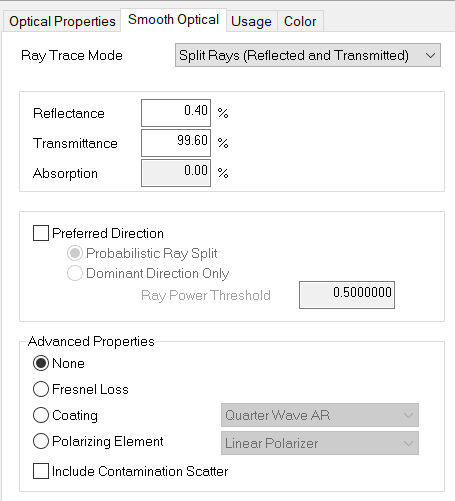 Optical Properties Smooth Optical Usage Color
Ray Trace Mode Split Rays (Reflected and Transmitted)
Reflectance 0.40 %
Transmittance 99.60 %
Absorption 0.00 %
Preferred Direction
Probabilistic Ray Split
Dominant Direction Only
Ray Power Threshold 0.5000000
Advanced Properties
None
Fresnel Loss
Coating Quarter Wave AR
Polarizing Element Linear Polarizer
Include Contamination Scatter